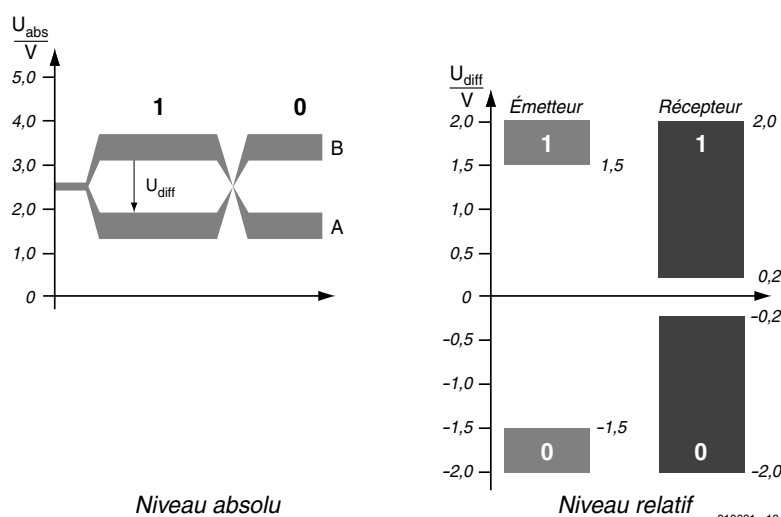 U_abs
V
5,0
4,0
3,0
2,0
1,0
0
1
0
B
U_diff
A
Niveau absolu
U_diff
V
Émetteur
Récepteur
2,0
1,5
1,0
0,5
0
-0,5
-1,0
-1,5
-2,0
1
1,5
-1,5
0
1
2,0
0,2
-0,2
0
-2,0
Niveau relatif